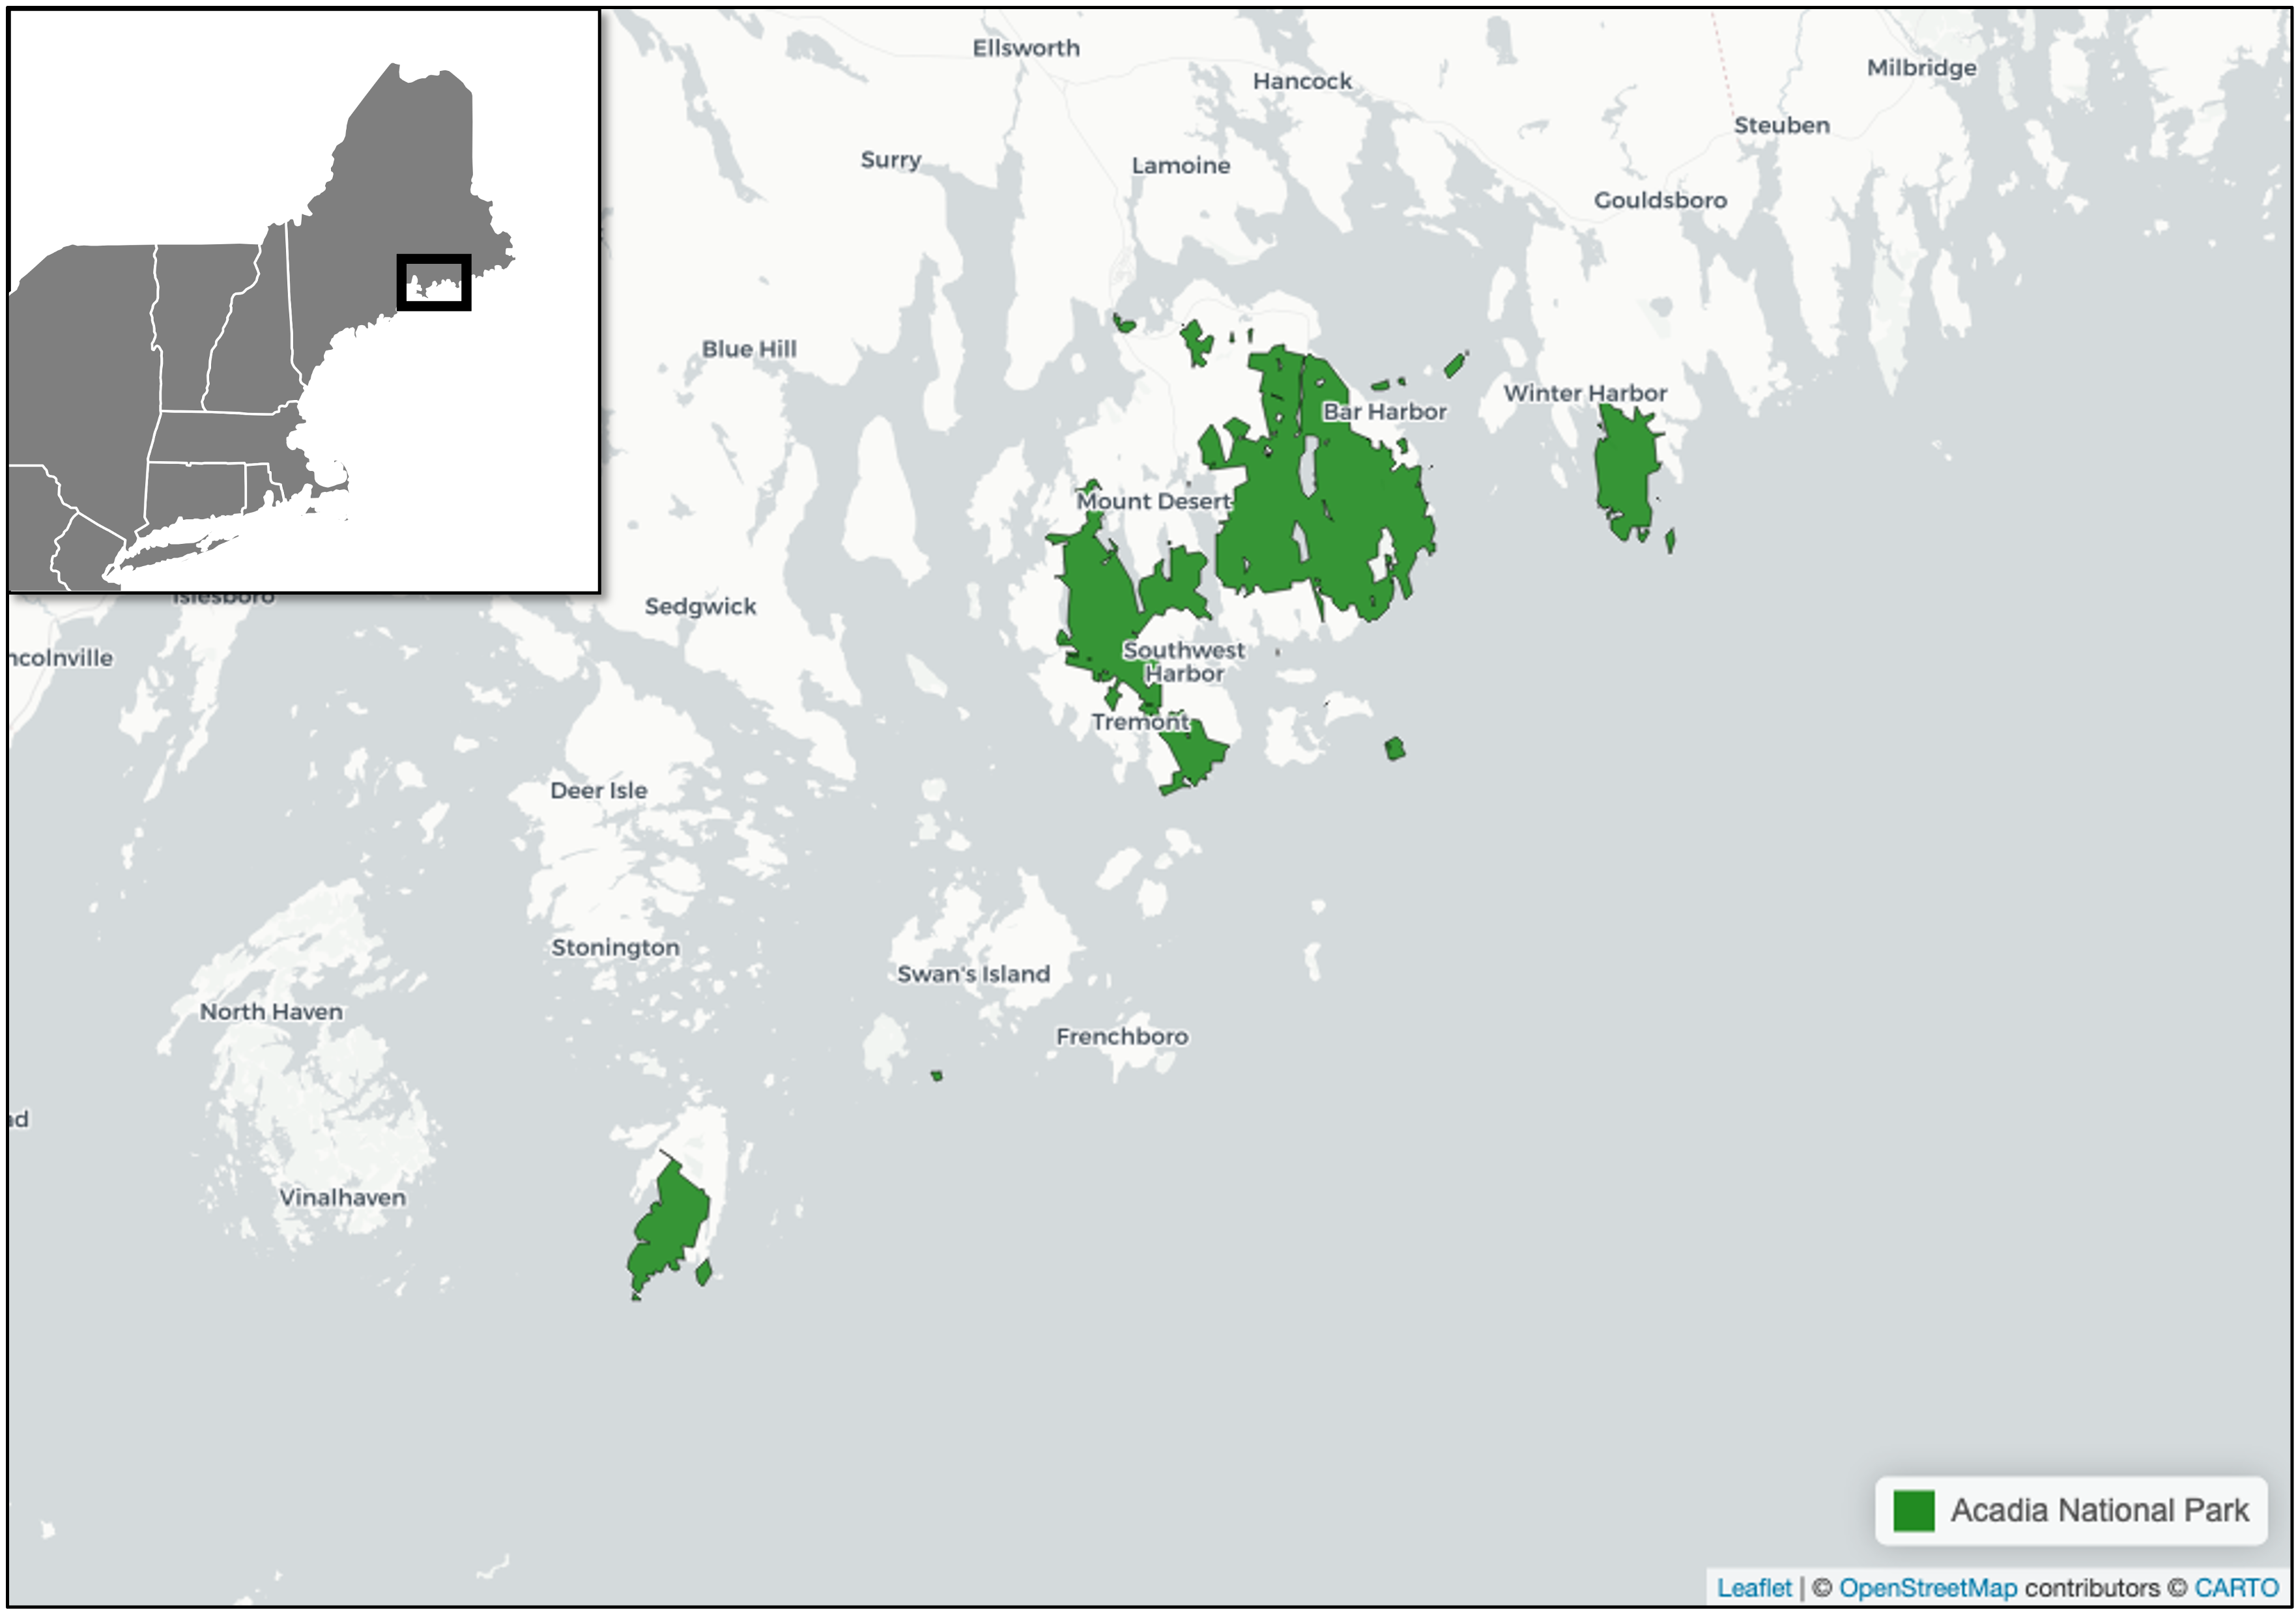 Ellsworth
Hancock
Milbridge
Steuben
Surry
Lamoine
Gouldsboro
Blue Hill
Winter Harbor
Bar Harbor
Mount Desert
Islesboro
Sedgwick
Southwest
Harbor
ncolnville
Tremont
Deer Isle
Stonington
Swan's Island
North Haven
Frenchboro
Vinalhaven
Acadia National Park
Leaflet | © OpenStreetMap contributors © CARTO